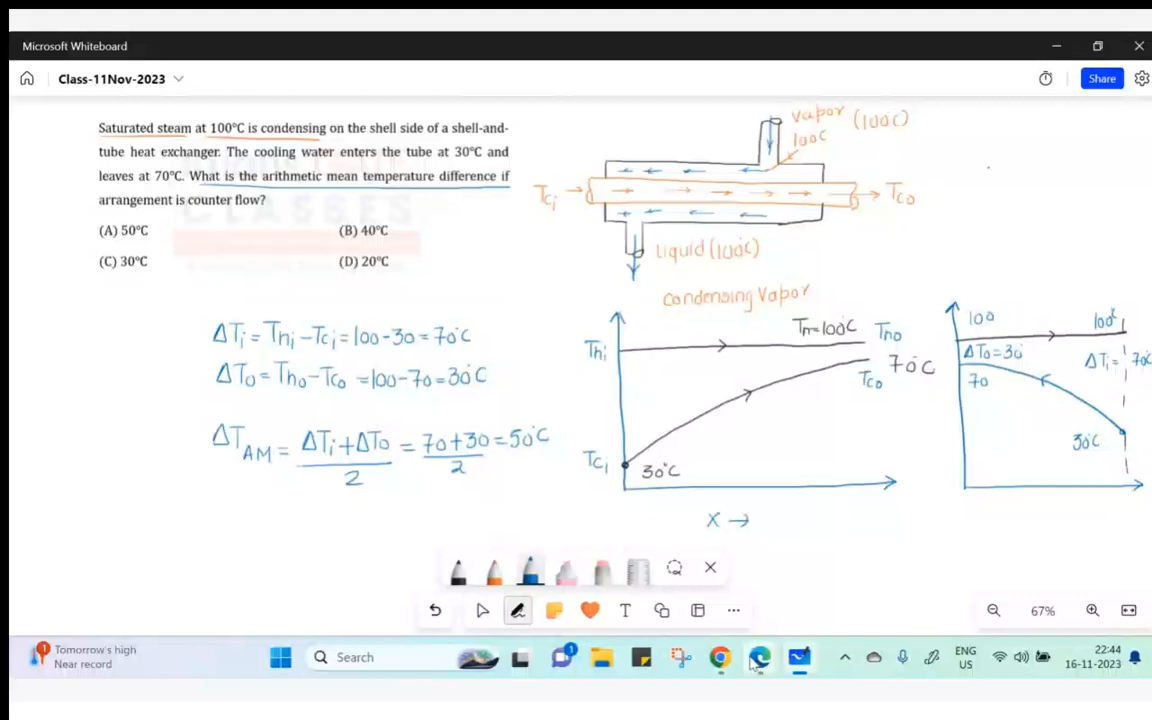 Microsoft Whiteboard
Class-11Nov-2023
Share
Saturated steam at 100°C is condensing on the shell side of a shell-and-
tube heat exchanger. The cooling water enters the tube at 30°C and
leaves at 70°C. What is the arithmetic mean temperature difference if
arrangement is counter flow?
(A) 50°C
(B) 40°C
(C) 30°C
(D) 20°C
CLASSES
vapor (100C)
100C
Tci
Tco
Liquid (100°C)
Condensing Vapor
ΔTi = Thi - Tci = 100-30 = 70°C
ΔTo = Tho - Tco = 100-70 = 30°C
ΔTAM = ΔTi + ΔTo / 2 = 70+30 / 2 = 50°C
Th=100°C
Thi
Tho
70°C
Tco
Tci
30°C
X →
100
100°C
ΔTo=30
ΔTi = 70°C
70
30°C
67%
Tomorrow's high
Near record
1
Search
1
ENG
US
22:44
16-11-2023